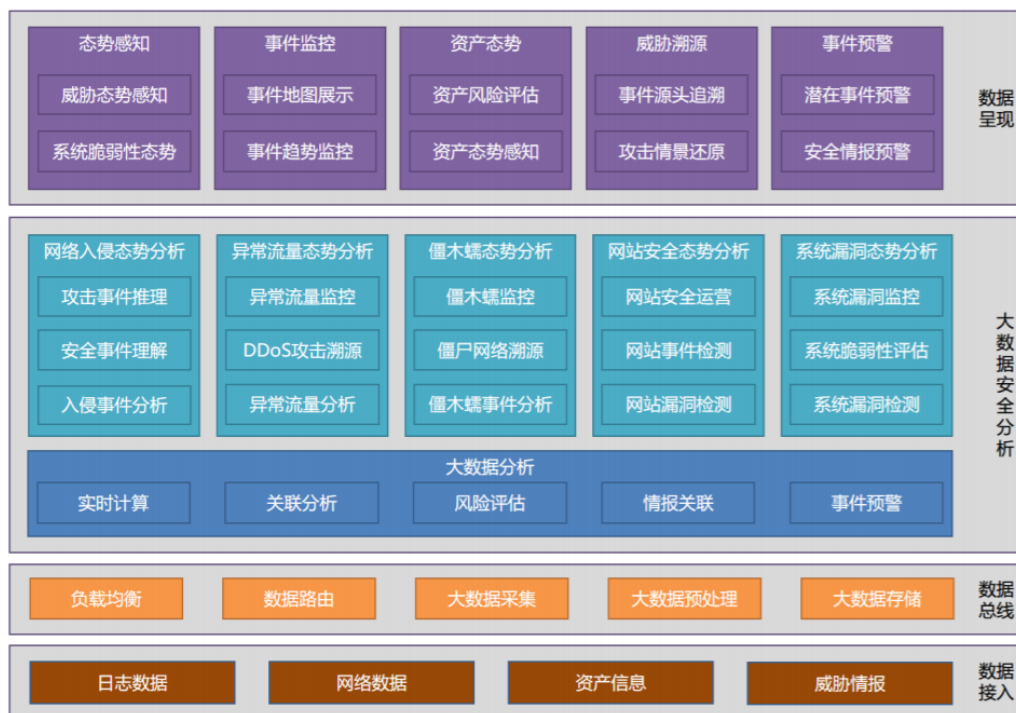 态势感知
威胁态势感知
系统脆弱性态势
事件监控
事件地图展示
事件趋势监控
资产态势
资产风险评估
资产态势感知
威胁溯源
事件源头追溯
攻击情景还原
事件预警
潜在事件预警
安全情报预警
数据
呈现
网络入侵态势分析
攻击事件推理
安全事件理解
入侵事件分析
异常流量态势分析
异常流量监控
DDoS攻击溯源
异常流量分析
僵木蠕态势分析
僵木蠕监控
僵尸网络溯源
僵木蠕事件分析
网站安全态势分析
网站安全运营
网站事件检测
网站漏洞检测
系统漏洞态势分析
系统漏洞监控
系统脆弱性评估
系统漏洞检测
大数据分析
实时计算
关联分析
风险评估
情报关联
事件预警
大数据安全分析
负载均衡
数据路由
大数据采集
大数据预处理
大数据存储
数据
总线
日志数据
网络数据
资产信息
威胁情报
数据
接入